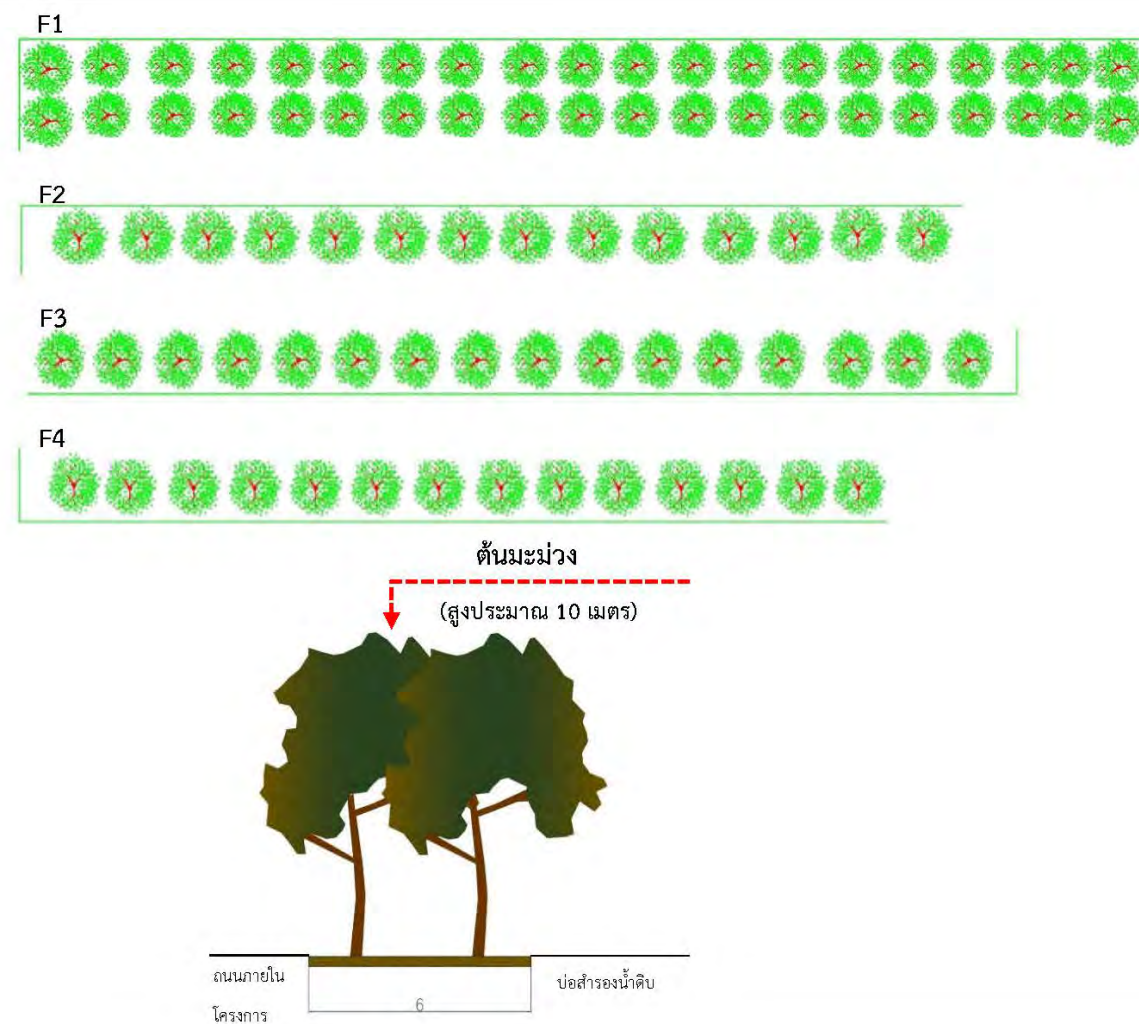 F1
F2
F3
F4
ต้นมะม่วง
(สูงประมาณ 10 เมตร)
ถนนภายใน
โครงการ
6
บ่อสำรองน้ำดิบ